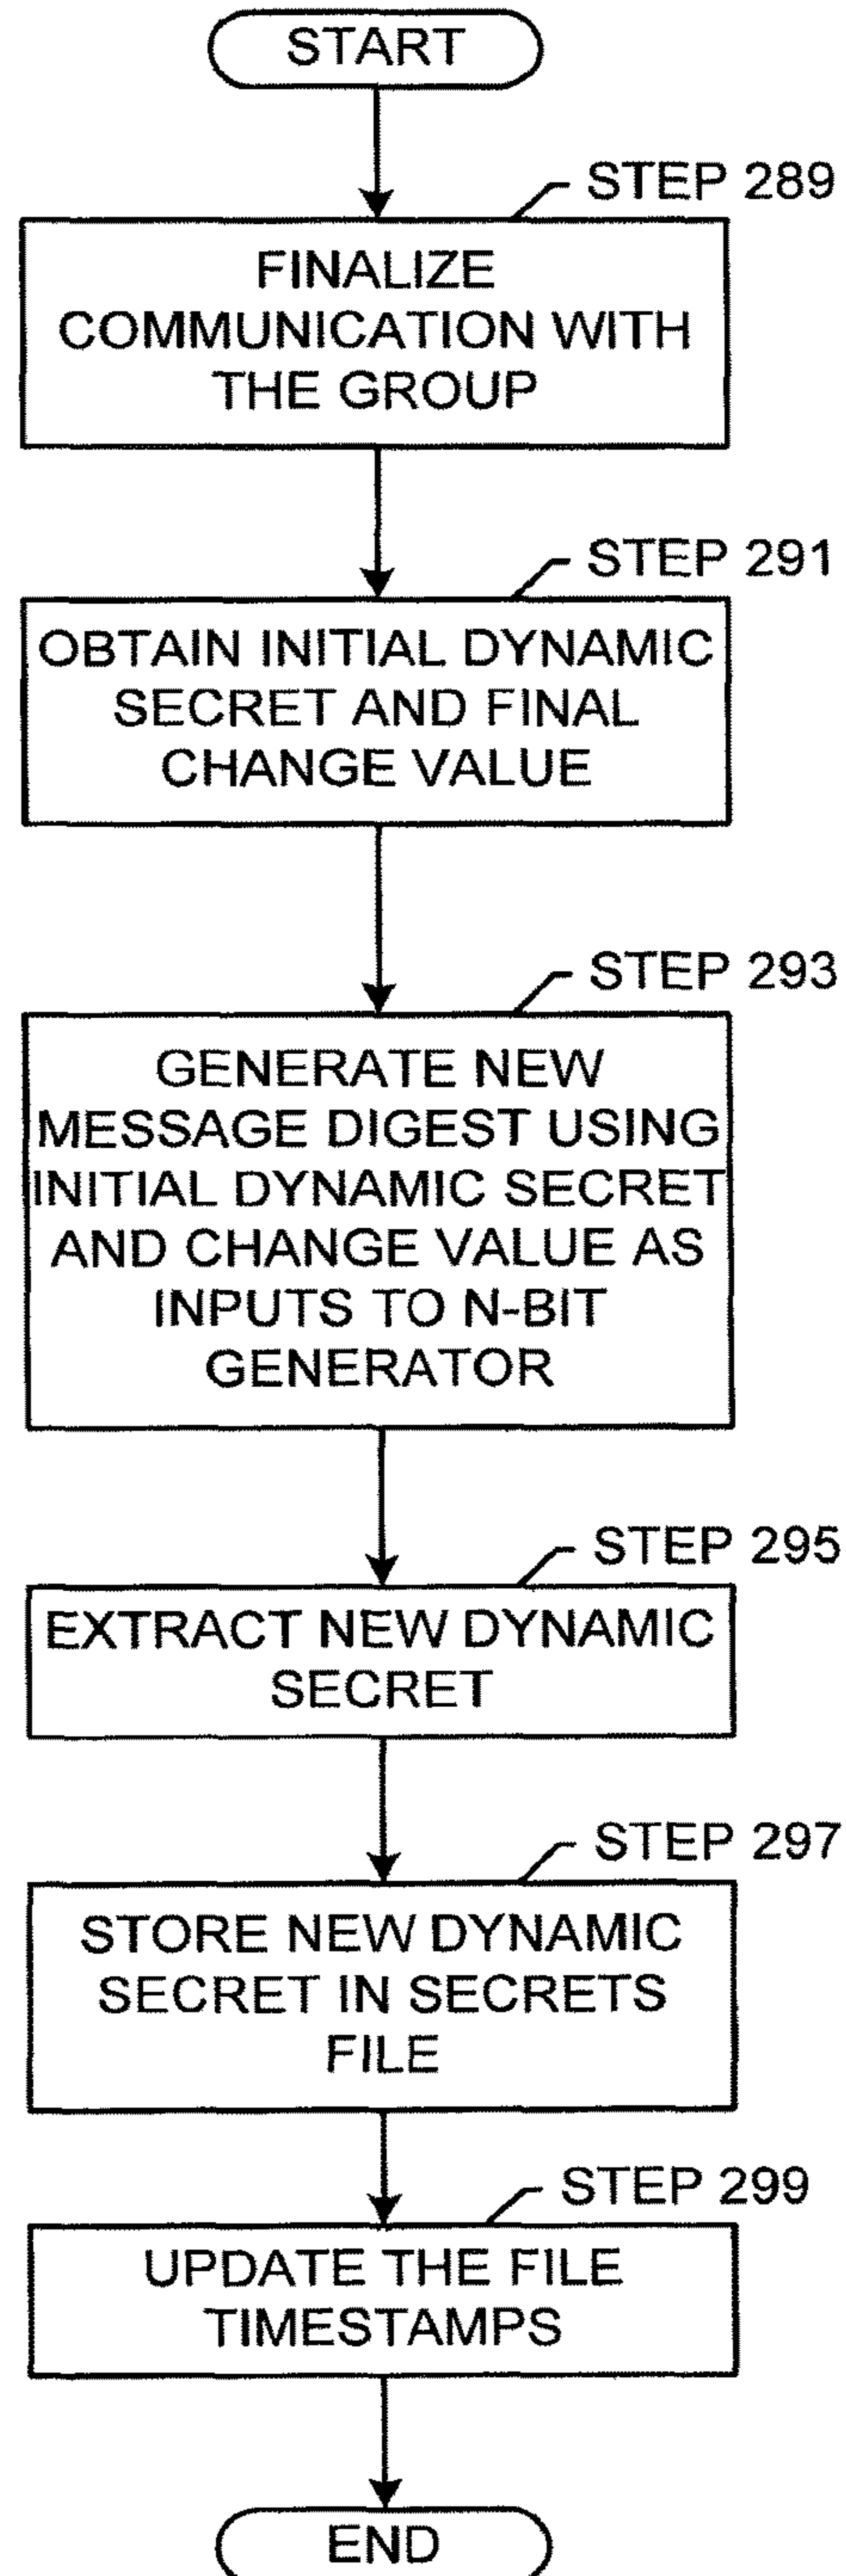 START
STEP 289
FINALIZE
COMMUNICATION WITH
THE GROUP
STEP 291
OBTAIN INITIAL DYNAMIC
SECRET AND FINAL
CHANGE VALUE
STEP 293
GENERATE NEW
MESSAGE DIGEST USING
INITIAL DYNAMIC SECRET
AND CHANGE VALUE AS
INPUTS TO N-BIT
GENERATOR
STEP 295
EXTRACT NEW DYNAMIC
SECRET
STEP 297
STORE NEW DYNAMIC
SECRET IN SECRETS
FILE
STEP 299
UPDATE THE FILE
TIMESTAMPS
END